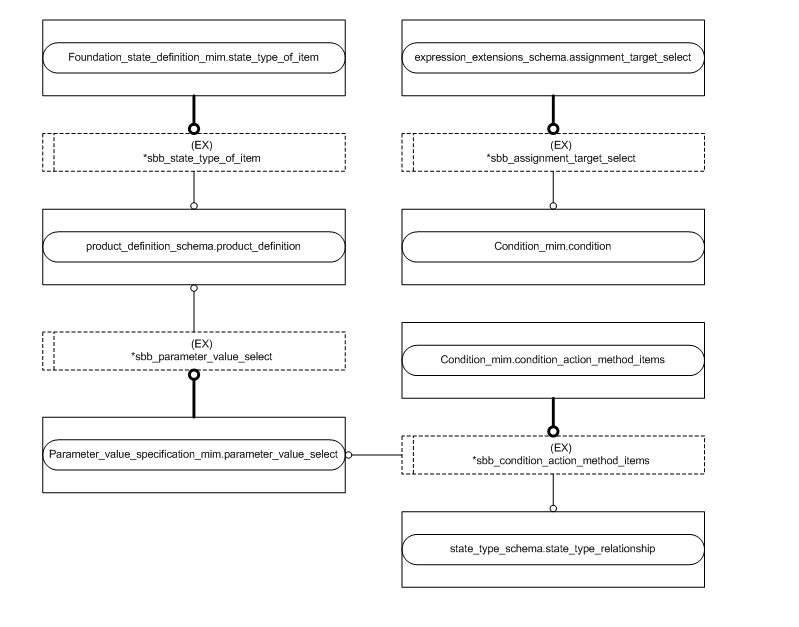 Foundation_state_definition_mim.state_type_of_item
(EX)
*sbb_state_type_of_item
product_definition_schema.product_definition
(EX)
*sbb_parameter_value_select
Parameter_value_specification_mim.parameter_value_select
expression_extensions_schema.assignment_target_select
(EX)
*sbb_assignment_target_select
Condition_mim.condition
Condition_mim.condition_action_method_items
(EX)
*sbb_condition_action_method_items
state_type_schema.state_type_relationship